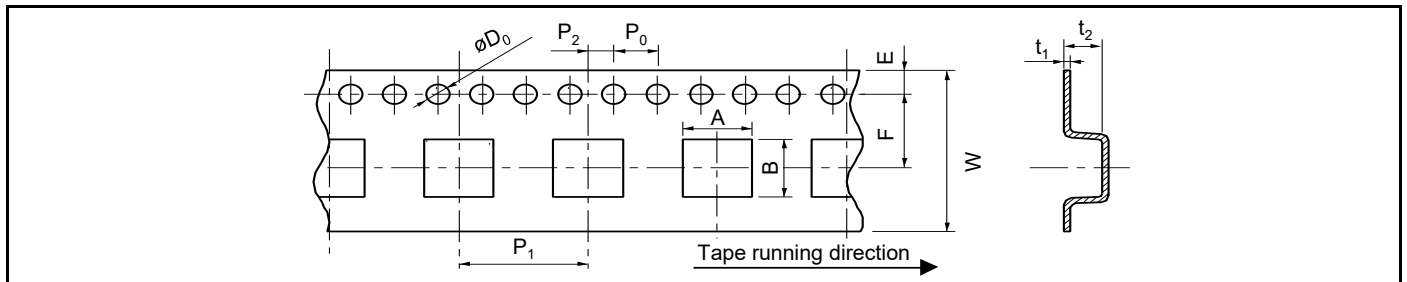 øD₀
P₂
P₀
E
t₁
t₂
A
F
B
W
P₁
Tape running direction